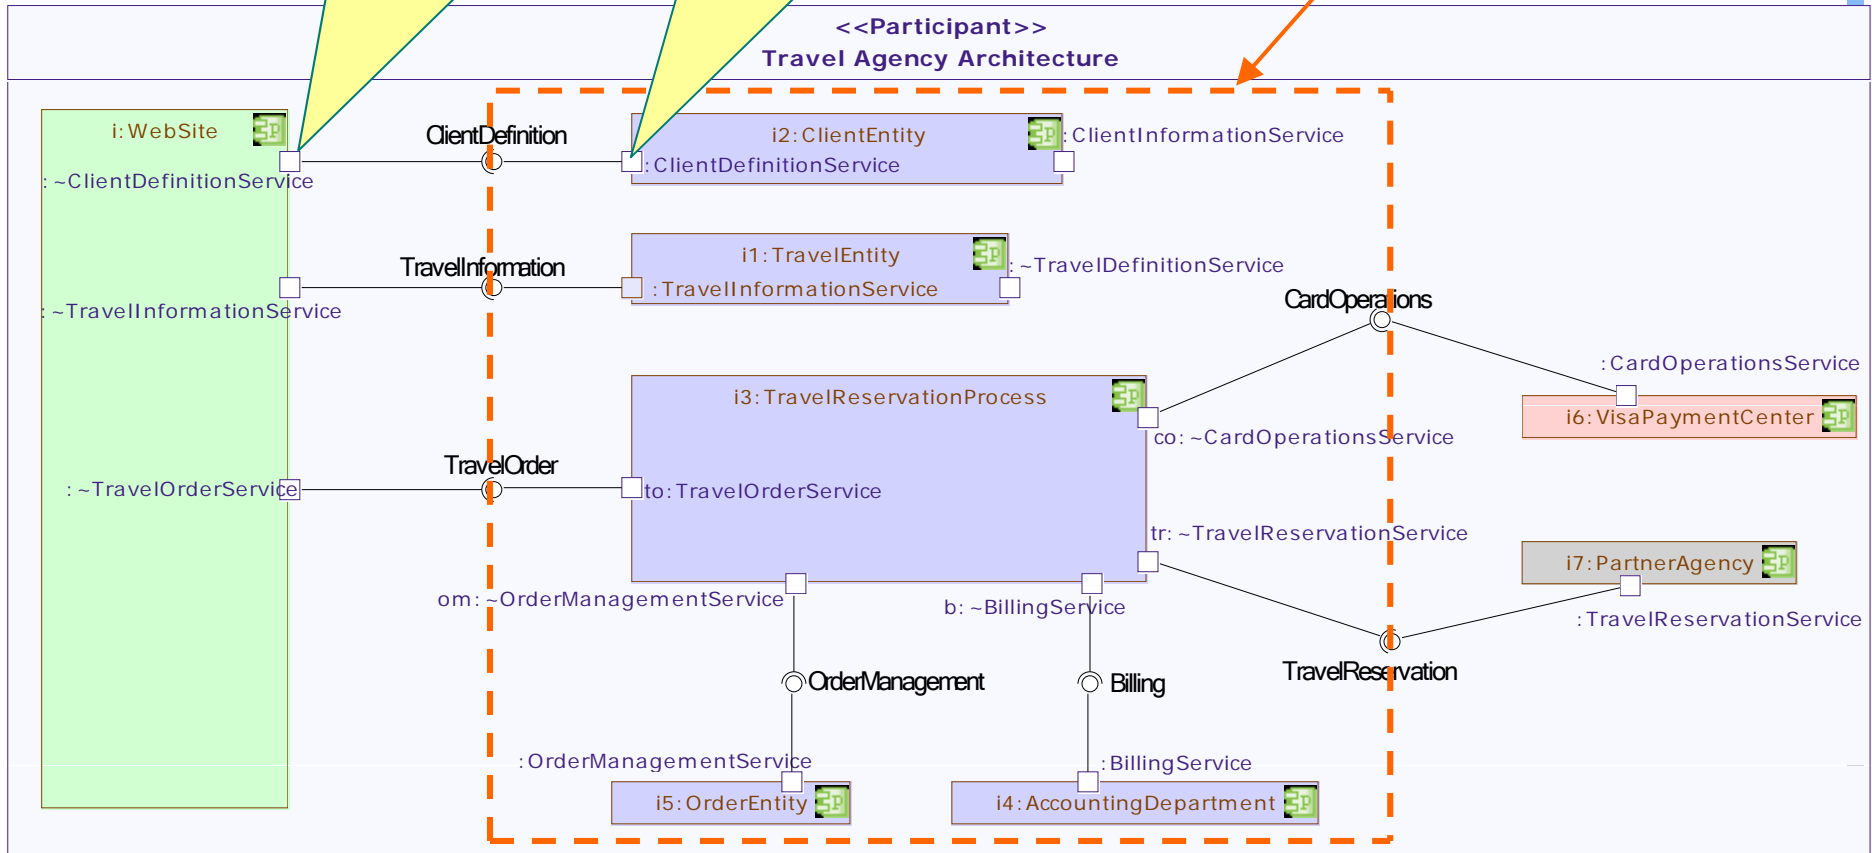 <<Participant>>
Travel Agency Architecture
i:WebSite
ClientDefinition
i2:ClientEntity
:ClientInformationService
:ClientDefinitionService
:~ClientDefinitionService
i1:TravelEntity
TravelInformation
:~TravelDefinitionService
:TravelInformationService
:~TravelInformationService
CardOperations
:CardOperationsService
i3:TravelReservationProcess
i6:VisaPaymentCenter
co:~CardOperationsService
TravelOrder
:~TravelOrderService
to:TravelOrderService
tr:~TravelReservationService
i7:PartnerAgency
om:~OrderManagementService
b:~BillingService
:TravelReservationService
TravelReservation
OrderManagement
Billing
:OrderManagementService
:BillingService
i5:OrderEntity
i4:AccountingDepartment